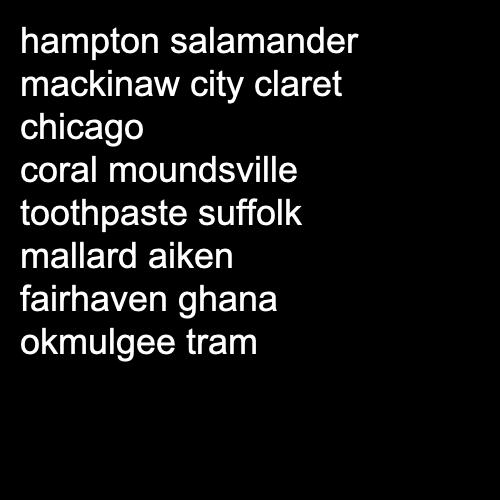 hampton salamander
mackinaw city claret
chicago
coral moundsville
toothpaste suffolk
mallard aiken
fairhaven ghana
okmulgee tram